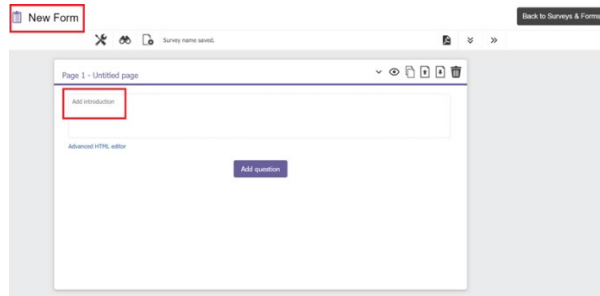 New Form
Back to Surveys & Forms
Survey name saved.
Page 1 - Untitled page
Add introduction
Advanced HTML editor
Add question